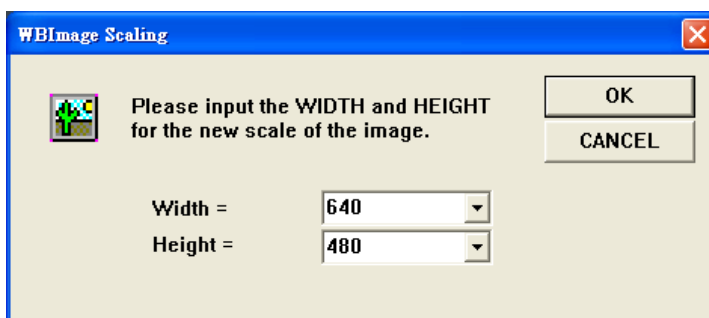 WBImage Scaling
Please input the WIDTH and HEIGHT
for the new scale of the image.
OK
CANCEL
Width = 640
Height = 480